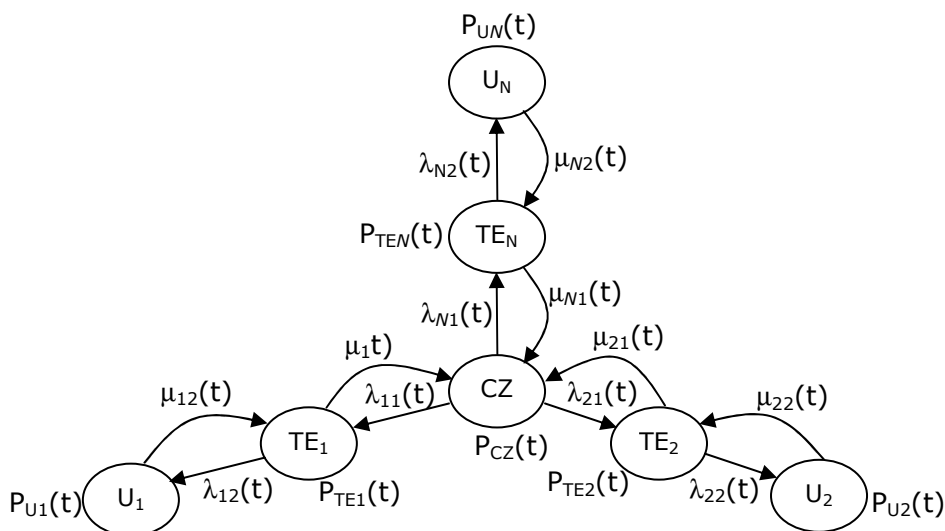 P_UN(t)
U_N
λ_N2(t)
μ_N2(t)
P_TEN(t)
TE_N
λ_N1(t)
μ_N1(t)
μ_1t)
μ_21(t)
μ_12(t)
λ_11(t)
CZ
λ_21(t)
μ_22(t)
TE_1
P_CZ(t)
TE_2
P_U1(t)
U_1
λ_12(t)
P_TE1(t)
P_TE2(t)
λ_22(t)
U_2
P_U2(t)